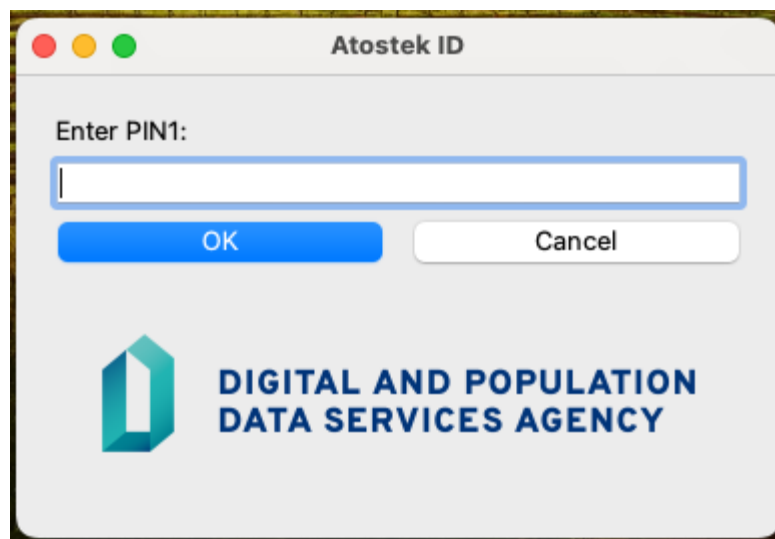 Atostek ID
Enter PIN1:
OK Cancel
DIGITAL AND POPULATION
DATA SERVICES AGENCY